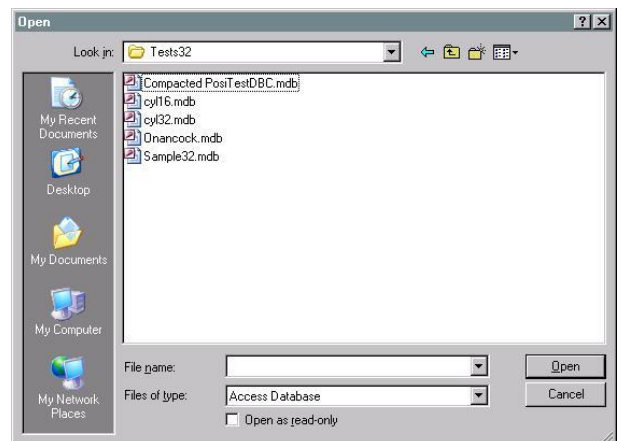 Open
Look in: Tests32
My Recent
Documents
Desktop
My Documents
My Computer
My Network
Places
Compacted PosiTestDBC.mdb
cyl16.mdb
cyl32.mdb
Onancock.mdb
Sample32.mdb
File name: Open
Files of type: Access Database Cancel
Open as read-only